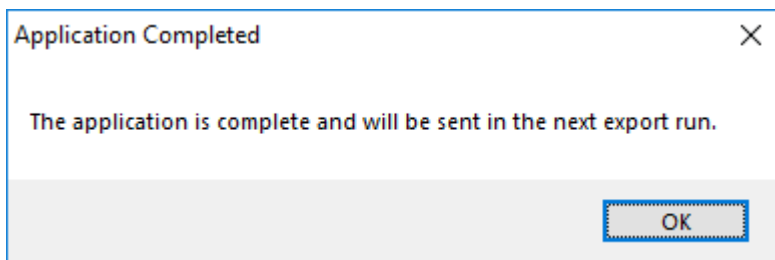 Application Completed
The application is complete and will be sent in the next export run.
OK